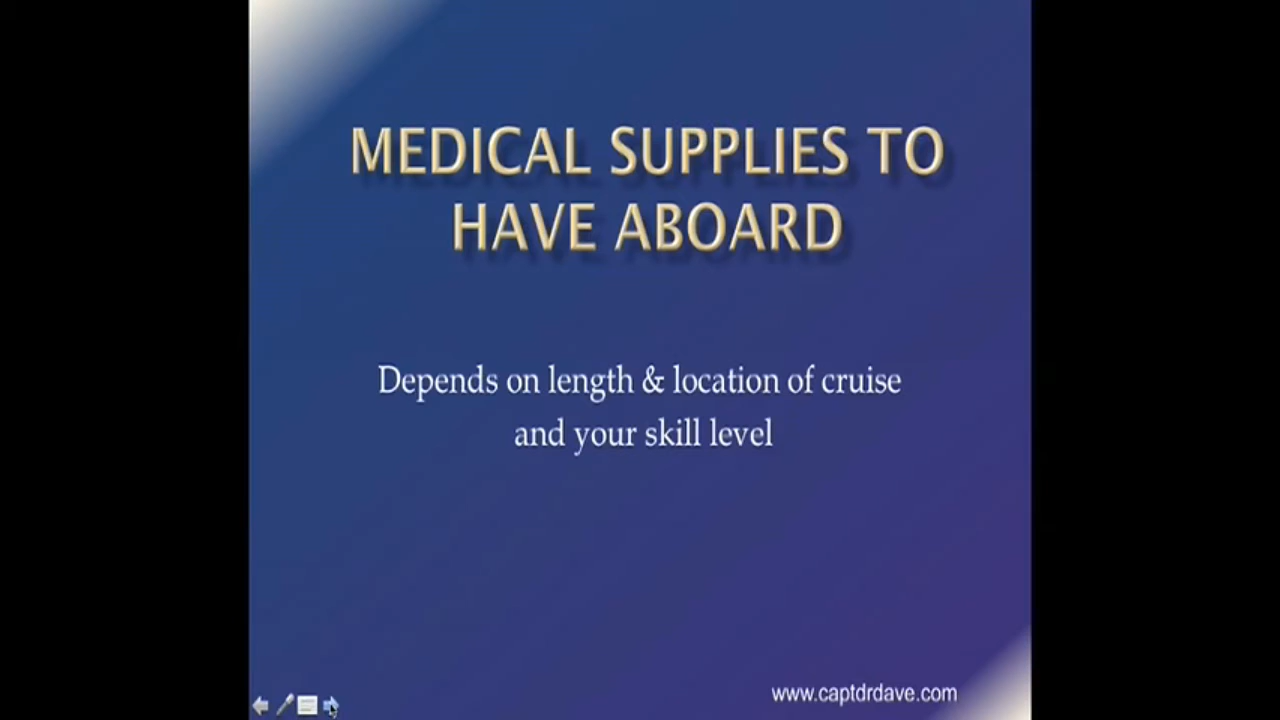 MEDICAL SUPPLIES TO
HAVE ABOARD
Depends on length & location of cruise
and your skill level
www.captdrdave.com